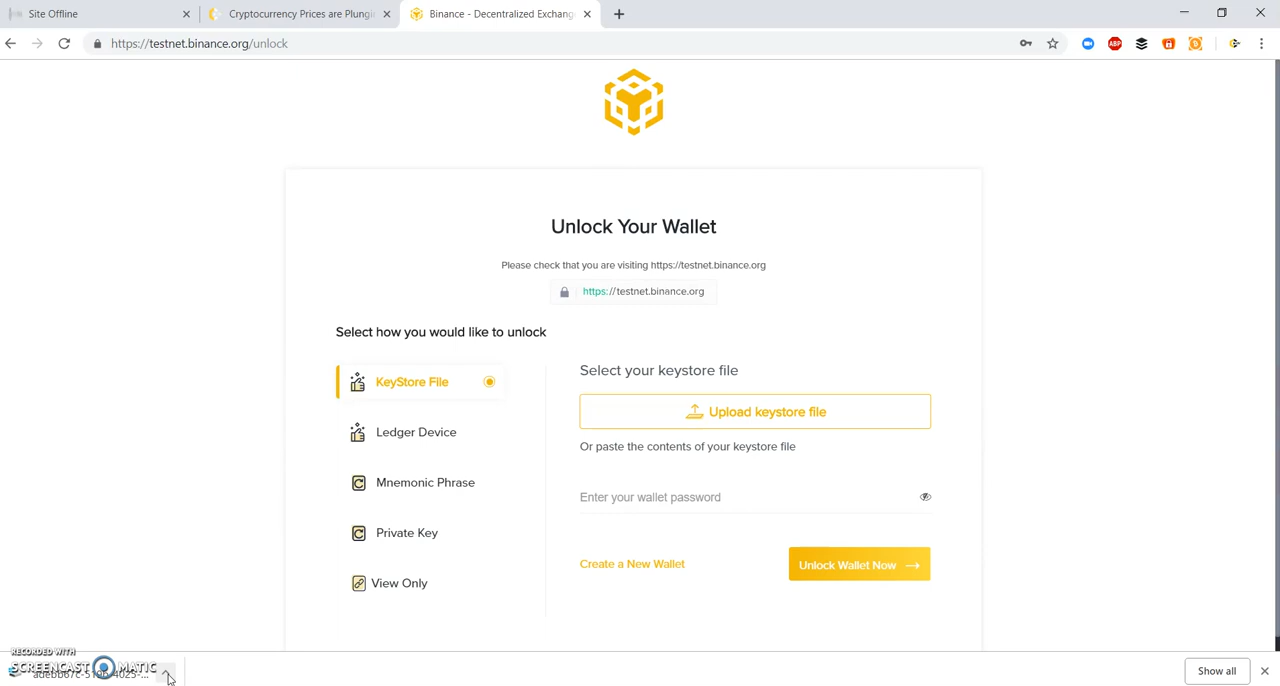 Site Offline
Cryptocurrency Prices are Plungin
Binance - Decentralized Exchang
https://testnet.binance.org/unlock
ABP
Unlock Your Wallet
Please check that you are visiting https://testnet.binance.org
https://testnet.binance.org
Select how you would like to unlock
KeyStore File
Ledger Device
Mnemonic Phrase
Private Key
View Only
Select your keystore file
Upload keystore file
Or paste the contents of your keystore file
Enter your wallet password
Create a New Wallet
Unlock Wallet Now
RECORDED WITH
SCREENCAST MATIC
Show all